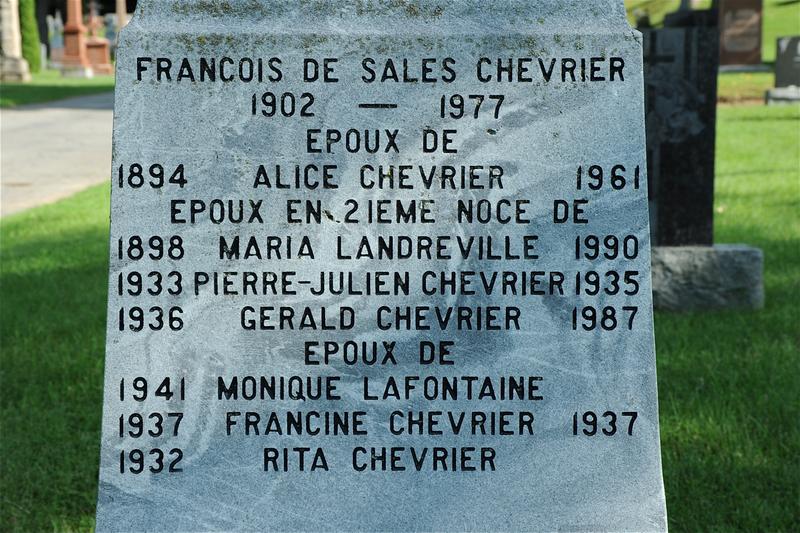 FRANCOIS DE SALES CHEVRIER
1902 — 1977
EPOUX DE
1894 ALICE CHEVRIER 1961
EPOUX EN 2IEME NOCE DE
1898 MARIA LANDREVILLE 1990
1933 PIERRE-JULIEN CHEVRIER 1935
1936 GERALD CHEVRIER 1987
EPOUX DE
1941 MONIQUE LAFONTAINE
1937 FRANCINE CHEVRIER 1937
1932 RITA CHEVRIER